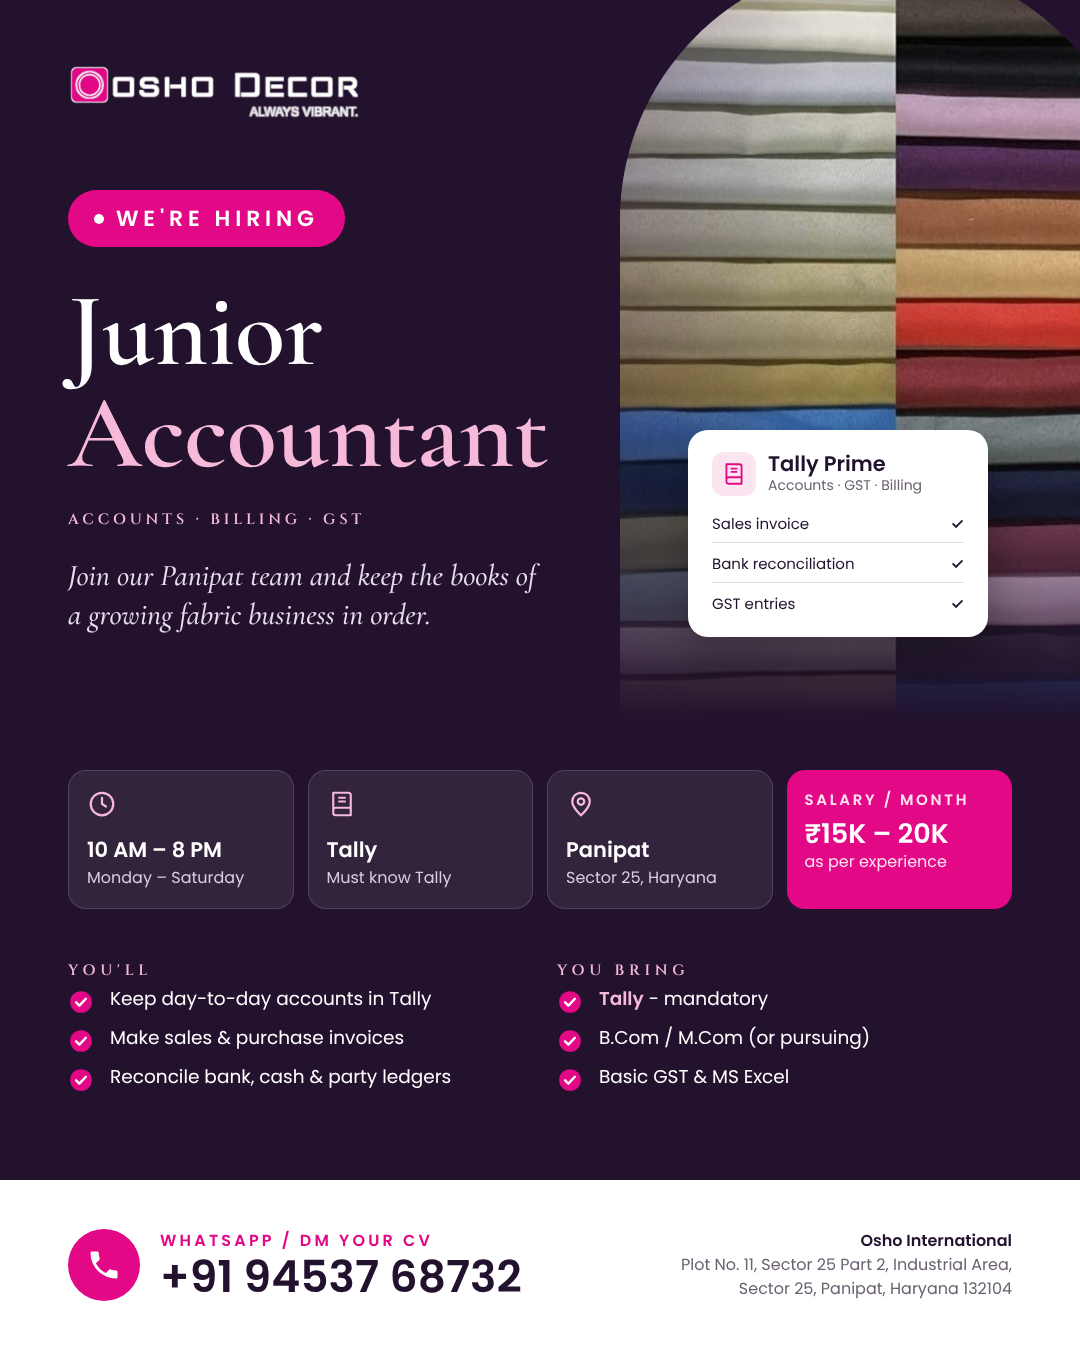 OSHO DECOR
ALWAYS VIBRANT.
WE'RE HIRING
Junior
Accountant
ACCOUNTS · BILLING · GST
Join our Panipat team and keep the books of
a growing fabric business in order.
Tally Prime
Accounts · GST · Billing
Sales invoice
Bank reconciliation
GST entries
10 AM – 8 PM
Monday – Saturday
Tally
Must know Tally
Panipat
Sector 25, Haryana
SALARY / MONTH
₹15K – 20K
as per experience
YOU'LL
Keep day-to-day accounts in Tally
Make sales & purchase invoices
Reconcile bank, cash & party ledgers
YOU BRING
Tally - mandatory
B.Com / M.Com (or pursuing)
Basic GST & MS Excel
WHATSAPP / DM YOUR CV
+91 94537 68732
Osho International
Plot No. 11, Sector 25 Part 2, Industrial Area,
Sector 25, Panipat, Haryana 132104